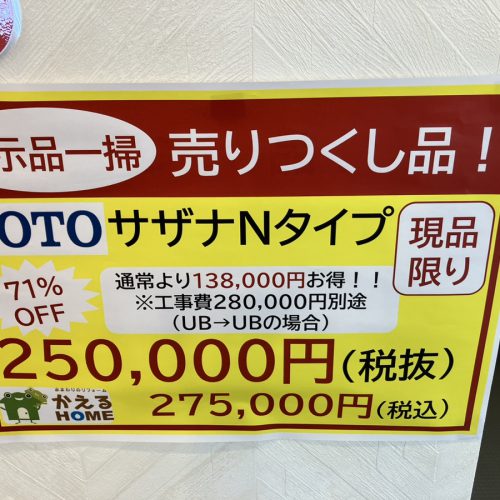 示品一掃
売りつくし品！
OTO
サザナNタイプ
現品
限り
71%
OFF
通常より138,000円お得！！
※工事費280,000円別途
(UB→UBの場合)
250,000円(税抜)
かえる
HOME
275,000円(税込)